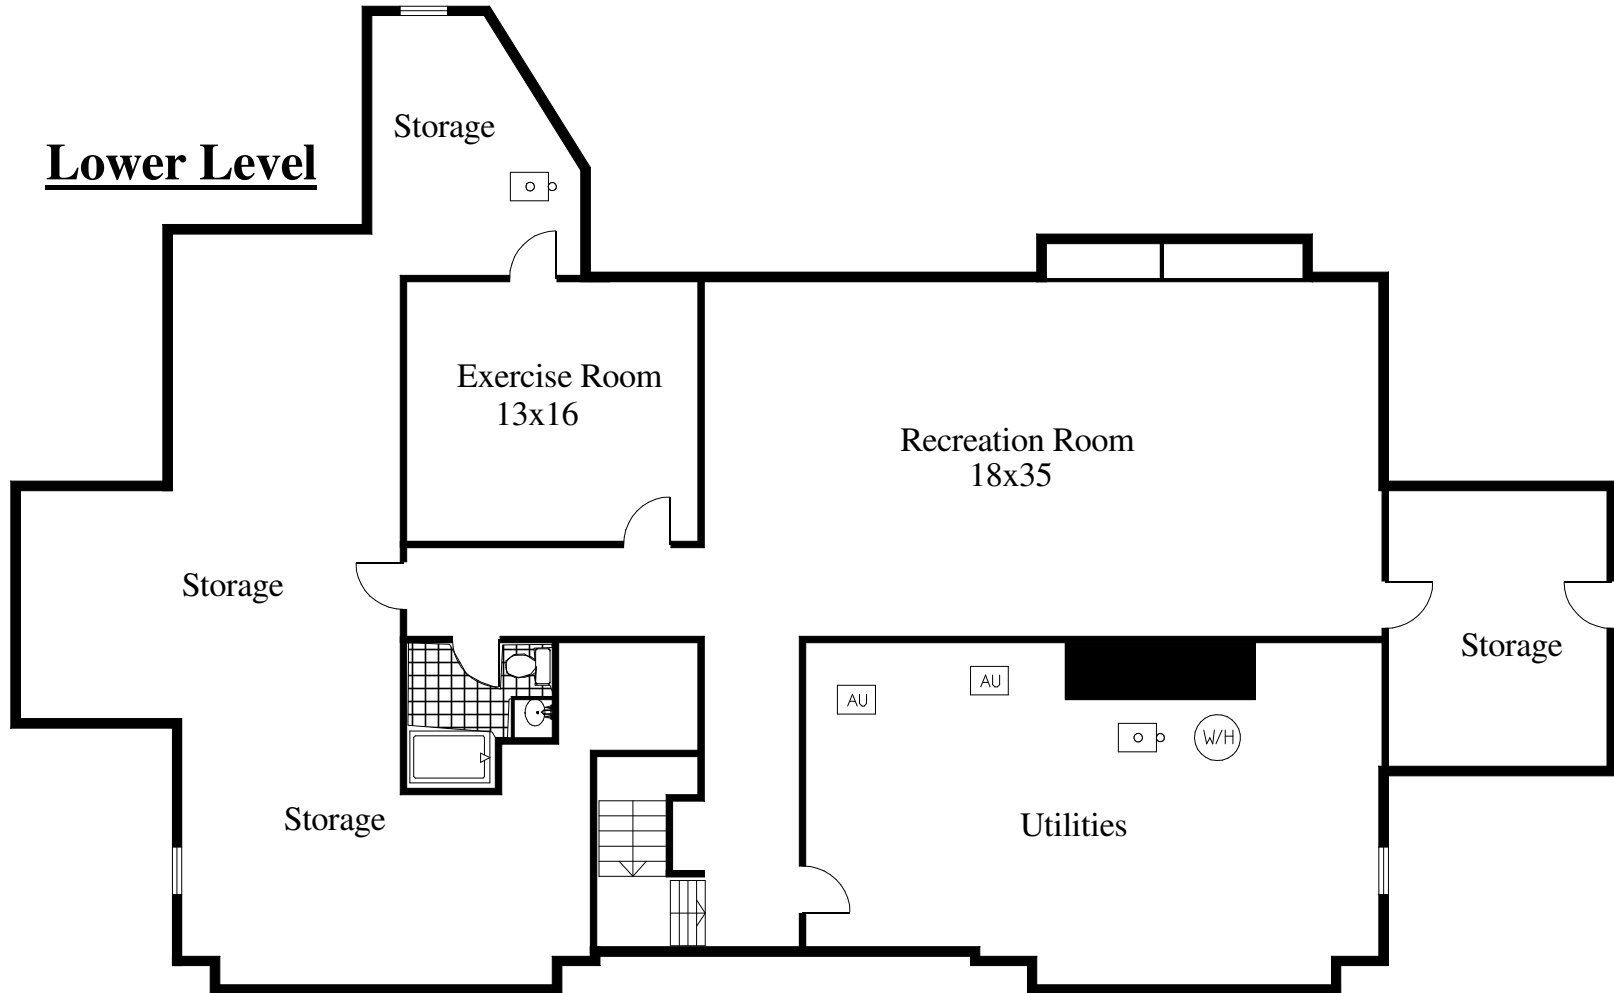 Storage
Lower Level
Exercise Room
13x16
Recreation Room
18x35
Storage
Storage
AU
AU
W/H
Storage
Utilities